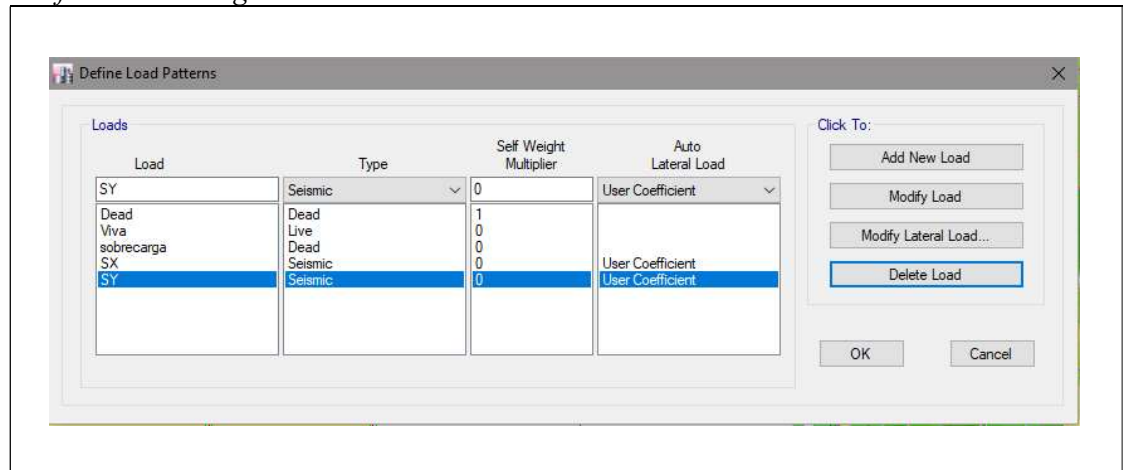 Define Load Patterns
Loads
Click To:
Load Type Self Weight Multiplier Auto Lateral Load
SY Seismic 0 User Coefficient
Dead Dead 1
Viva Live 0
sobrecarga Dead 0
SX Seismic 0 User Coefficient
SY Seismic 0 User Coefficient
Add New Load
Modify Load
Modify Lateral Load...
Delete Load
OK Cancel